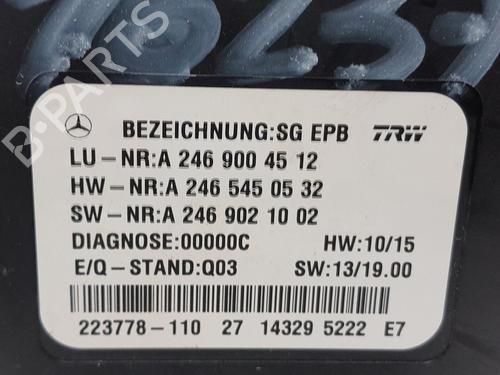 B-PARTS
BEZEICHNUNG:SG EPB TRW
LU-NR:A 246 900 45 12
HW-NR:A 246 545 05 32
SW-NR:A 246 902 10 02
DIAGNOSE:00000C HW:10/15
E/Q-STAND:Q03 SW:13/19.00
223778-110 27 14329 5222 E7